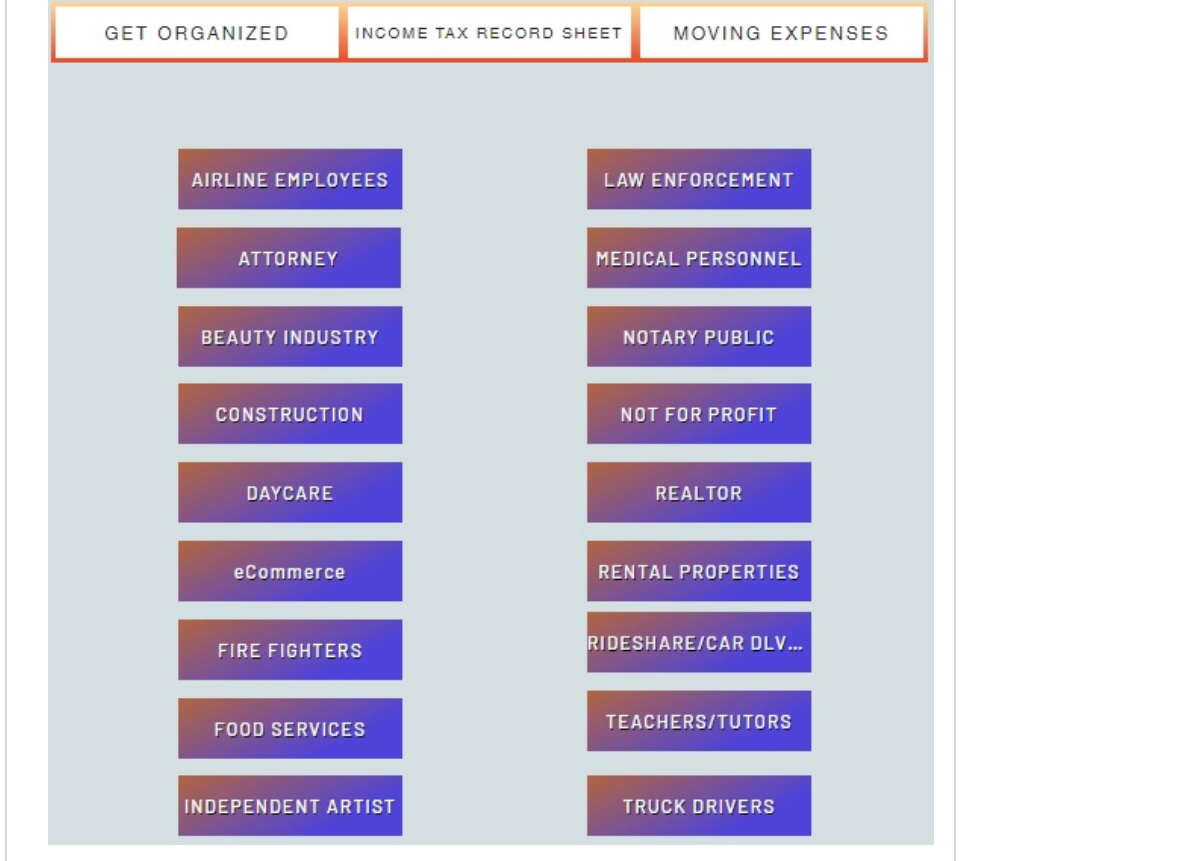 GET ORGANIZED
INCOME TAX RECORD SHEET
MOVING EXPENSES
AIRLINE EMPLOYEES
ATTORNEY
BEAUTY INDUSTRY
CONSTRUCTION
DAYCARE
eCommerce
FIRE FIGHTERS
FOOD SERVICES
INDEPENDENT ARTIST
LAW ENFORCEMENT
MEDICAL PERSONNEL
NOTARY PUBLIC
NOT FOR PROFIT
REALTOR
RENTAL PROPERTIES
RIDESHARE/CAR DLV...
TEACHERS/TUTORS
TRUCK DRIVERS